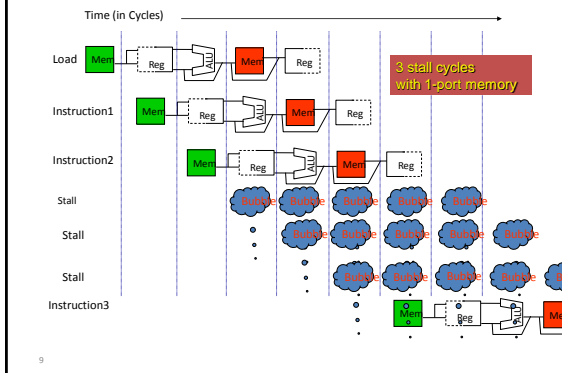 Time (in Cycles)
Load Mem Reg ALU Mem Reg
3 stall cycles
with 1-port memory
Instruction1 Mem Reg ALU Mem Reg
Instruction2 Mem Reg ALU Mem Reg
Stall Bubble Bubble Bubble Bubble Bubble
Stall Bubble Bubble Bubble Bubble Bubble
Stall Bubble Bubble Bubble Bubble B
Instruction3 Mem Reg ALU Me
9